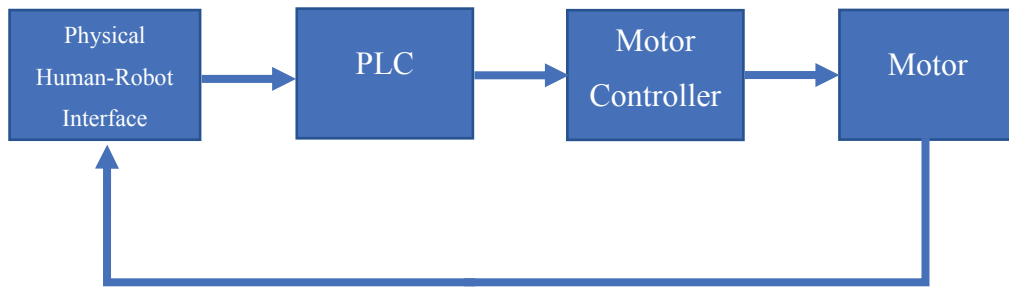 Physical
Human-Robot
Interface
PLC
Motor
Controller
Motor